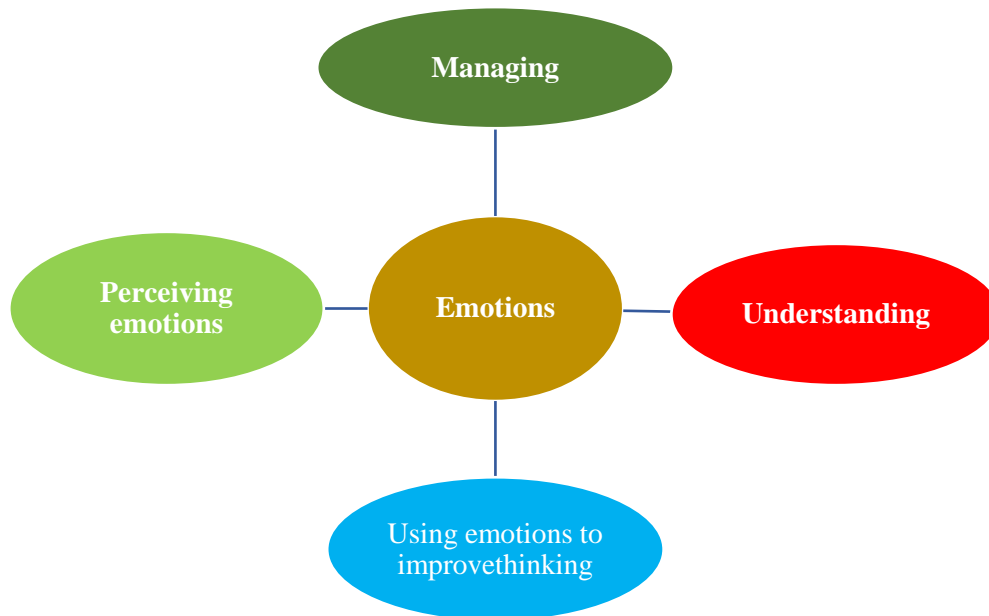 Managing
Perceiving
emotions
Emotions
Understanding
Using emotions to
improvethinking